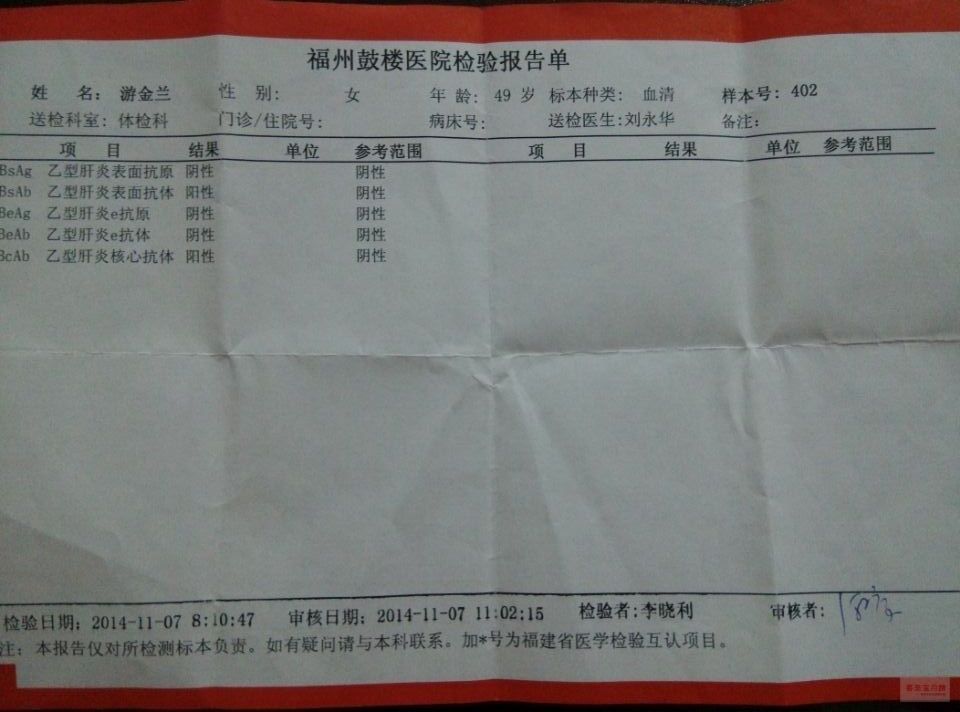 福州鼓楼医院检验报告单
姓 名: 游金兰 性 别: 女 年 龄: 49 岁 标本种类: 血清 样本号: 402
送检科室: 体检科 门诊/住院号: 病床号: 送检医生:刘永华 备注:
项 目 结果 单位 参考范围 项 目 结果 单位 参考范围
BsAg 乙型肝炎表面抗原 阴性 阴性
BsAb 乙型肝炎表面抗体 阳性 阴性
BeAg 乙型肝炎e抗原 阴性 阴性
BeAb 乙型肝炎e抗体 阴性 阴性
BcAb 乙型肝炎核心抗体 阳性 阴性
检验日期: 2014-11-07 8:10:47 审核日期: 2014-11-07 11:02:15 检验者:李晓利 审核者:
注: 本报告仅对所检测标本负责。如有疑问请与本科联系。加*号为福建省医学检验互认项目。